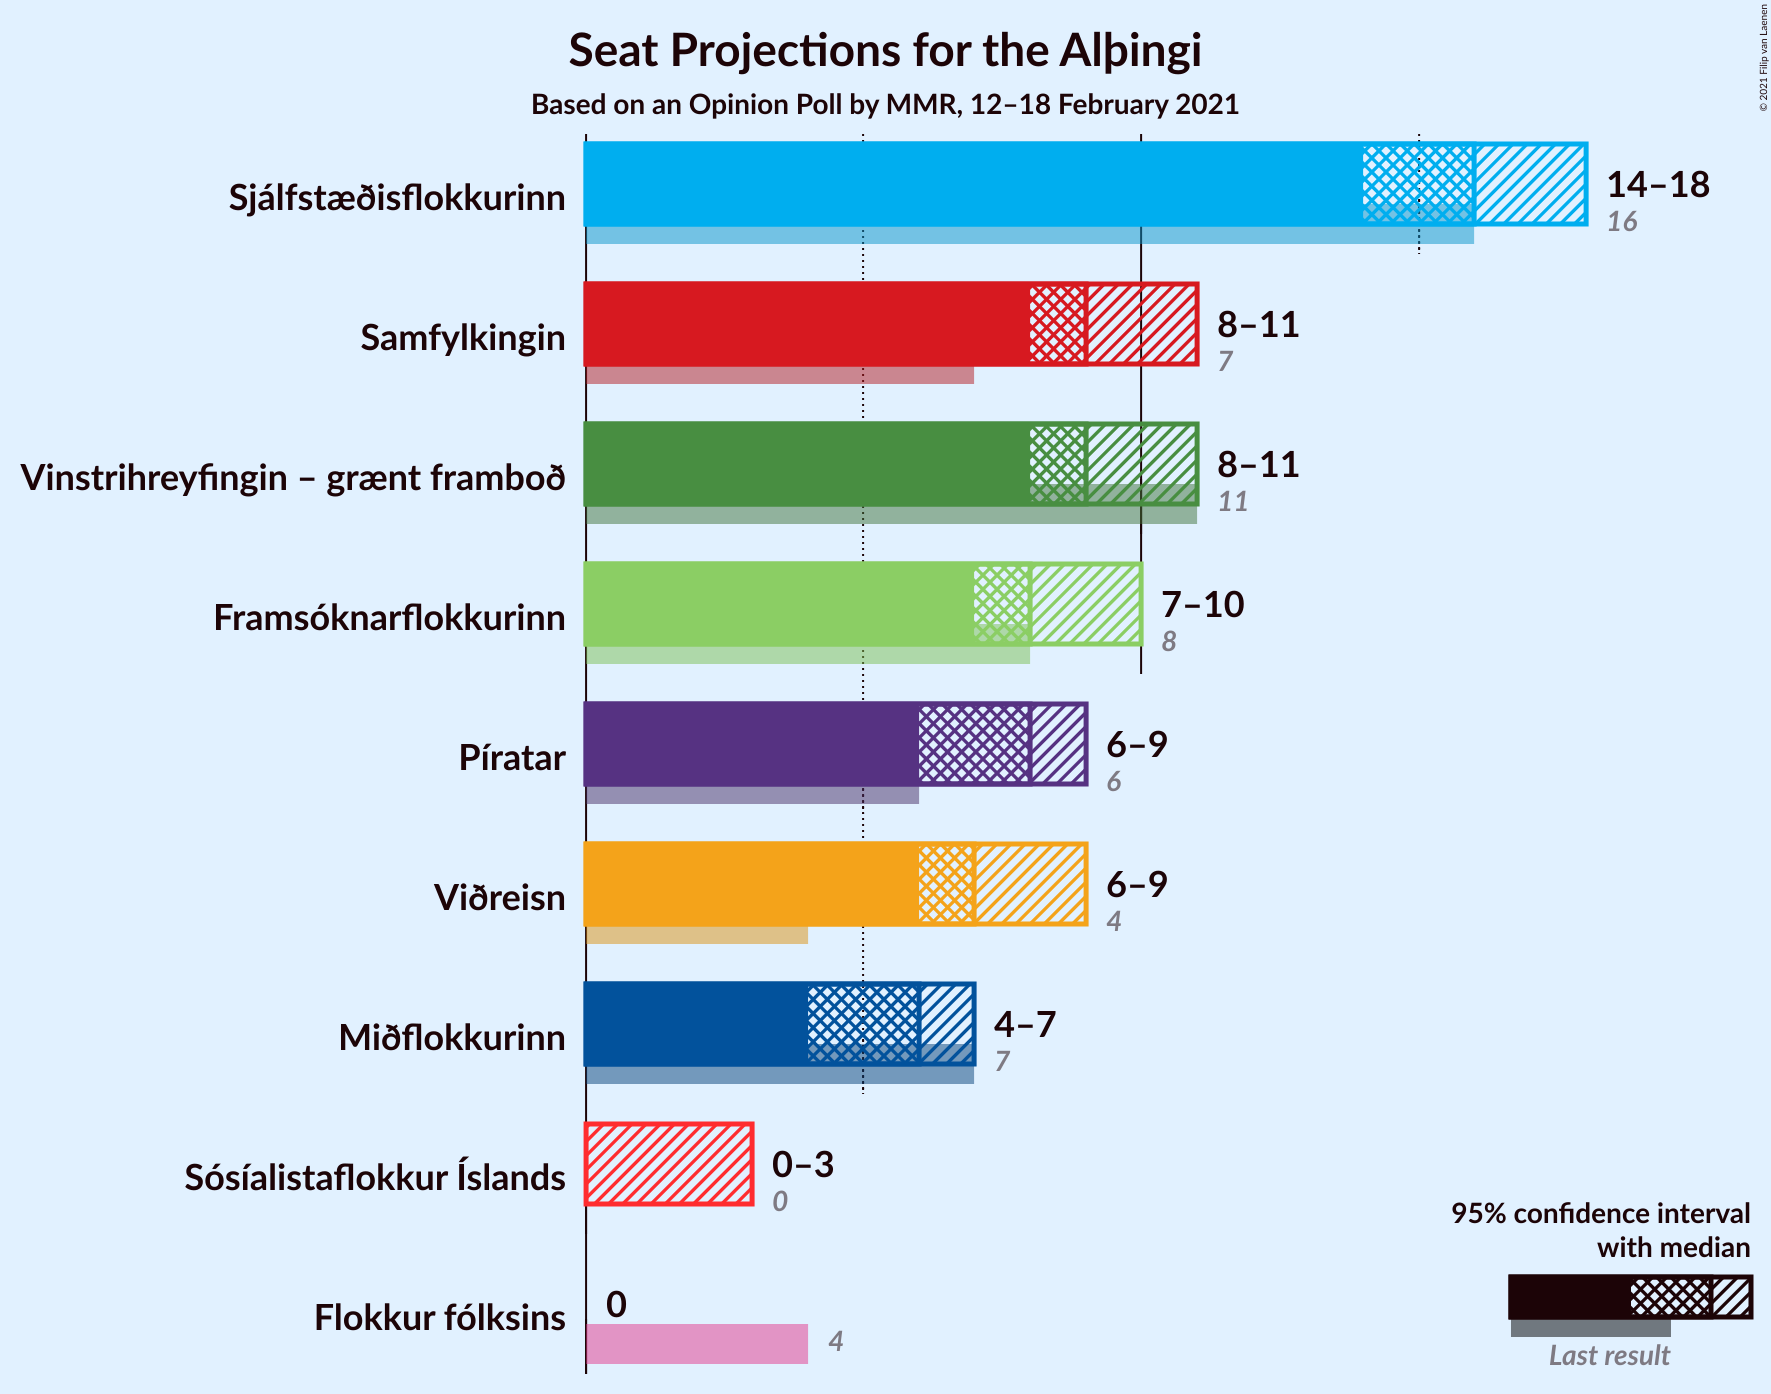 Seat Projections for the Alþingi
Based on an Opinion Poll by MMR, 12–18 February 2021
© 2021 Filip van Laenen
Sjálfstæðisflokkurinn
14–18
16
Samfylkingin
8–11
7
Vinstrihreyfingin – grænt framboð
8–11
11
Framsóknarflokkurinn
7–10
8
Píratar
6–9
6
Viðreisn
6–9
4
Miðflokkurinn
4–7
7
Sósíalistaflokkur Íslands
0–3
0
Flokkur fólksins
0
4
95% confidence interval
with median
Last result